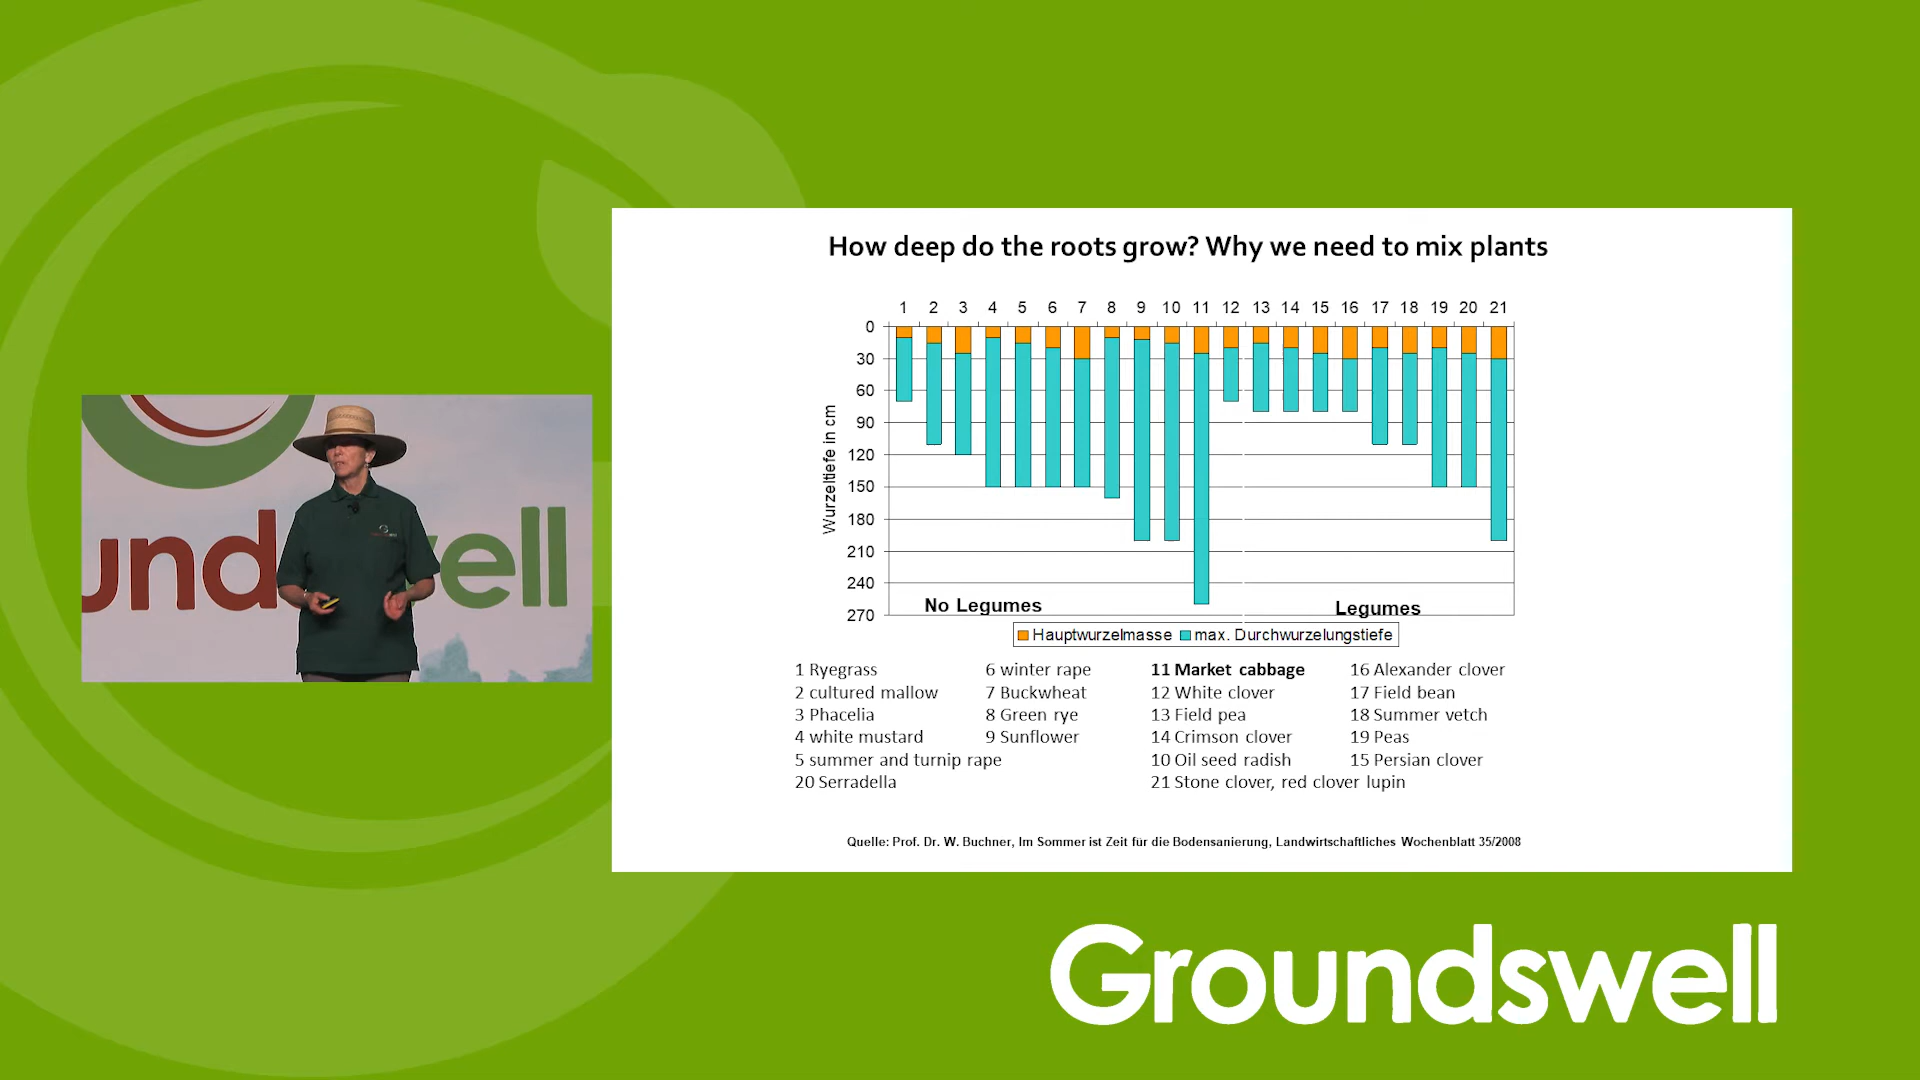 How deep do the roots grow? Why we need to mix plants
1 2 3 4 5 6 7 8 9 10 11 12 13 14 15 16 17 18 19 20 21
0
30
60
90
120
150
180
210
240
270
Wurzeltiefe in cm
No Legumes
Legumes
Hauptwurzelmasse max. Durchwurzelungstiefe
1 Ryegrass 6 winter rape 11 Market cabbage 16 Alexander clover
2 cultured mallow 7 Buckwheat 12 White clover 17 Field bean
3 Phacelia 8 Green rye 13 Field pea 18 Summer vetch
4 white mustard 9 Sunflower 14 Crimson clover 19 Peas
5 summer and turnip rape 10 Oil seed radish 15 Persian clover
20 Serradella 21 Stone clover, red clover lupin
Quelle: Prof. Dr. W. Buchner, Im Sommer ist Zeit für die Bodensanierung, Landwirtschaftliches Wochenblatt 35/2008
und well
Groundswell